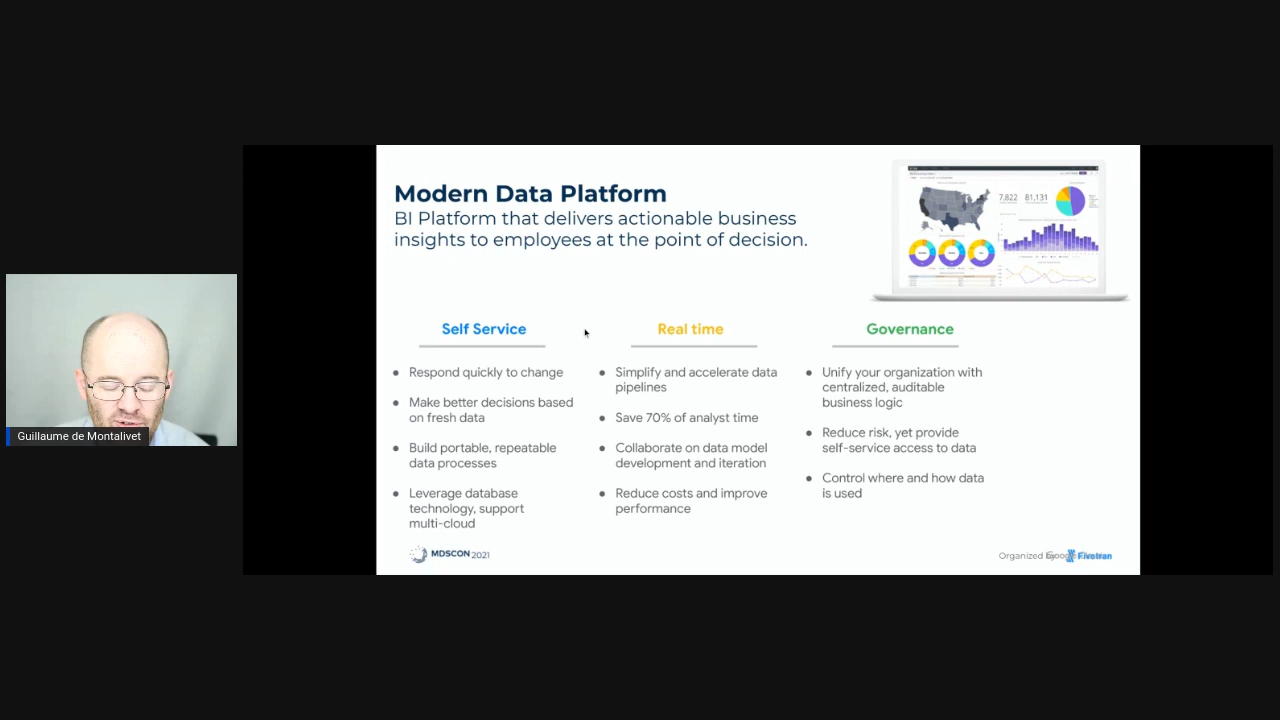 Modern Data Platform
BI Platform that delivers actionable business
insights to employees at the point of decision.
7,822 81,131
Self Service
Respond quickly to change
Make better decisions based
on fresh data
Build portable, repeatable
data processes
Leverage database
technology, support
multi-cloud
Real time
Simplify and accelerate data
pipelines
Save 70% of analyst time
Collaborate on data model
development and iteration
Reduce costs and improve
performance
Governance
Unify your organization with
centralized, auditable
business logic
Reduce risk, yet provide
self-service access to data
Control where and how data
is used
MDSCON 2021
Organized by Fivetran
Guillaume de Montalivet